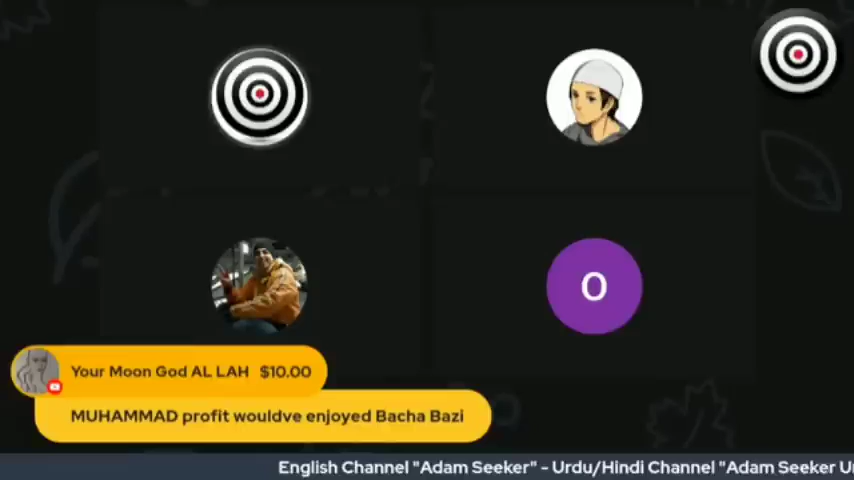 O
Your Moon God AL LAH $10.00
MUHAMMAD profit wouldve enjoyed Bacha Bazi
English Channel "Adam Seeker" - Urdu/Hindi Channel "Adam Seeker